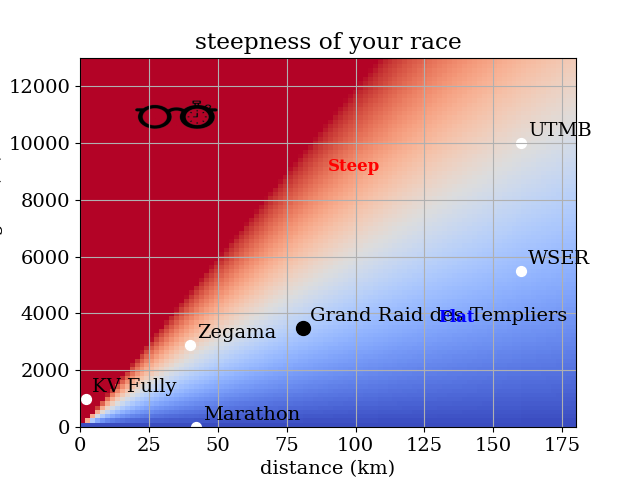 steepness of your race
12000
10000
8000
6000
4000
2000
0
Steep
UTMB
WSER
Grand Raid des Templiers
Flat
Zegama
KV Fully
Marathon
0 25 50 75 100 125 150 175
distance (km)